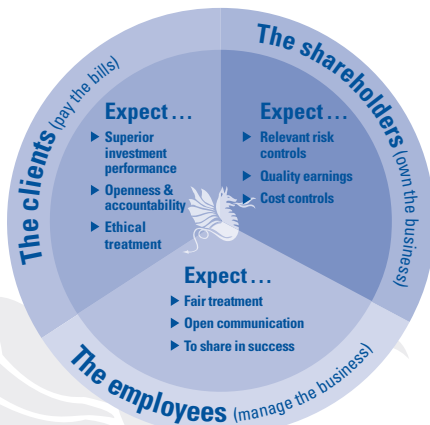 The clients (pay the bills)
Expect...
Superior
investment
performance
Openness &
accountability
Ethical
treatment
The shareholders (own the business)
Expect...
Relevant risk
controls
Quality earnings
Cost controls
Expect...
Fair treatment
Open communication
To share in success
The employees (manage the business)